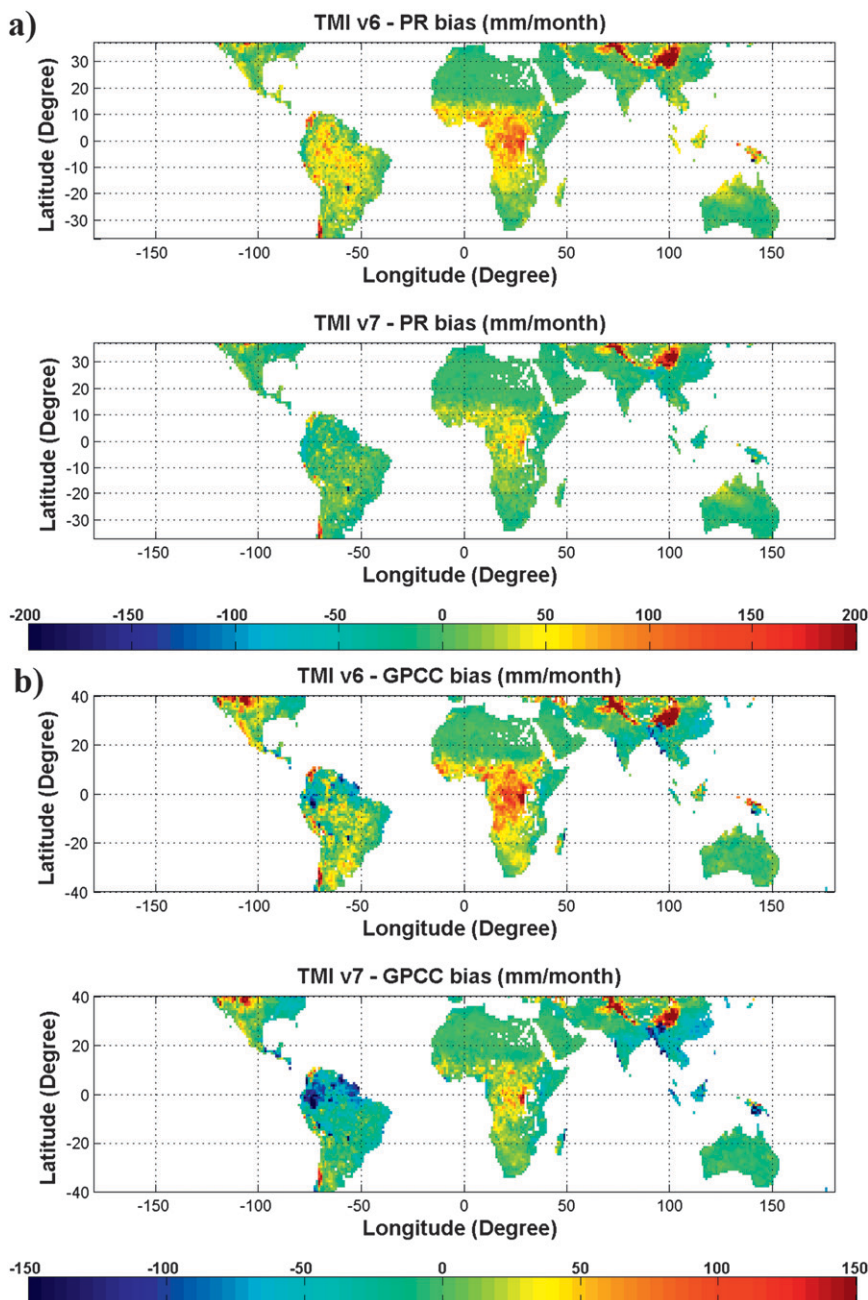 a)
TMI v6 - PR bias (mm/month)
30
20
10
0
-10
-20
-30
Latitude (Degree)
-150 -100 -50 0 50 100 150
Longitude (Degree)
TMI v7 - PR bias (mm/month)
30
20
10
0
-10
-20
-30
Latitude (Degree)
-150 -100 -50 0 50 100 150
Longitude (Degree)
-200 -150 -100 -50 0 50 100 150 200
b)
TMI v6 - GPCC bias (mm/month)
40
20
0
-20
-40
Latitude (Degree)
-150 -100 -50 0 50 100 150
Longitude (Degree)
TMI v7 - GPCC bias (mm/month)
40
20
0
-20
-40
Latitude (Degree)
-150 -100 -50 0 50 100 150
Longitude (Degree)
-150 -100 -50 0 50 100 150